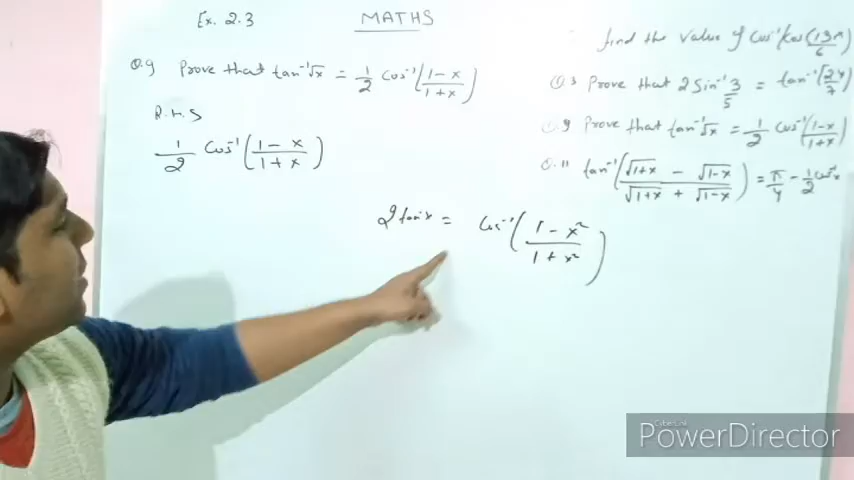 Ex. 2.3
MATHS
Q.9 Prove that tan⁻¹√x = 1/2 cos⁻¹(1-x/1+x)
R.H.S
1/2 cos⁻¹(1-x/1+x)
2tan⁻¹x = cos⁻¹(1-x²/1+x²)
find the value of cos⁻¹(cos(13π/6)
Q.3 Prove that 2 sin⁻¹ 3/5 = tan⁻¹(24/7)
Q.9 Prove that tan⁻¹√x = 1/2 cos⁻¹(1-x/1+x)
Q.11 tan⁻¹(√1+x - √1-x/√1+x + √1-x) = π/4 - 1/2 cos⁻¹x
PowerDirector